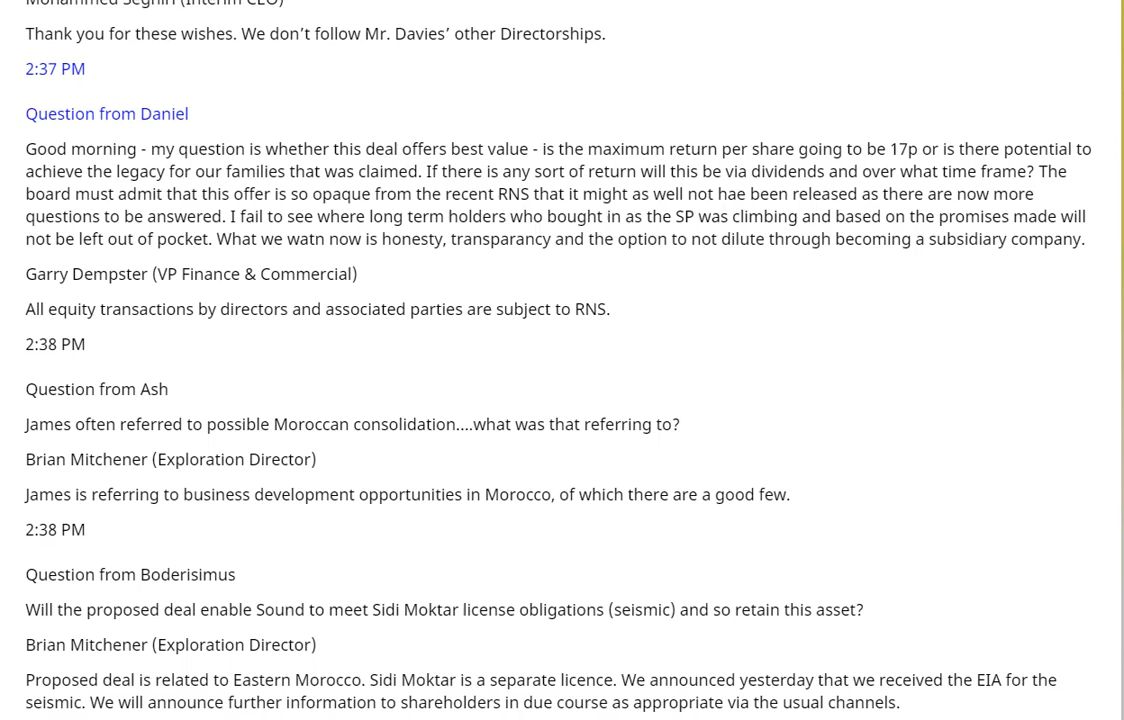 Mohammed Seghiri (Interim CEO)
Thank you for these wishes. We don’t follow Mr. Davies’ other Directorships.
2:37 PM
Question from Daniel
Good morning - my question is whether this deal offers best value - is the maximum return per share going to be 17p or is there potential to
achieve the legacy for our families that was claimed. If there is any sort of return will this be via dividends and over what time frame? The
board must admit that this offer is so opaque from the recent RNS that it might as well not hae been released as there are now more
questions to be answered. I fail to see where long term holders who bought in as the SP was climbing and based on the promises made will
not be left out of pocket. What we watn now is honesty, transparancy and the option to not dilute through becoming a subsidiary company.
Garry Dempster (VP Finance & Commercial)
All equity transactions by directors and associated parties are subject to RNS.
2:38 PM
Question from Ash
James often referred to possible Moroccan consolidation....what was that referring to?
Brian Mitchener (Exploration Director)
James is referring to business development opportunities in Morocco, of which there are a good few.
2:38 PM
Question from Boderisimus
Will the proposed deal enable Sound to meet Sidi Moktar license obligations (seismic) and so retain this asset?
Brian Mitchener (Exploration Director)
Proposed deal is related to Eastern Morocco. Sidi Moktar is a separate licence. We announced yesterday that we received the EIA for the
seismic. We will announce further information to shareholders in due course as appropriate via the usual channels.